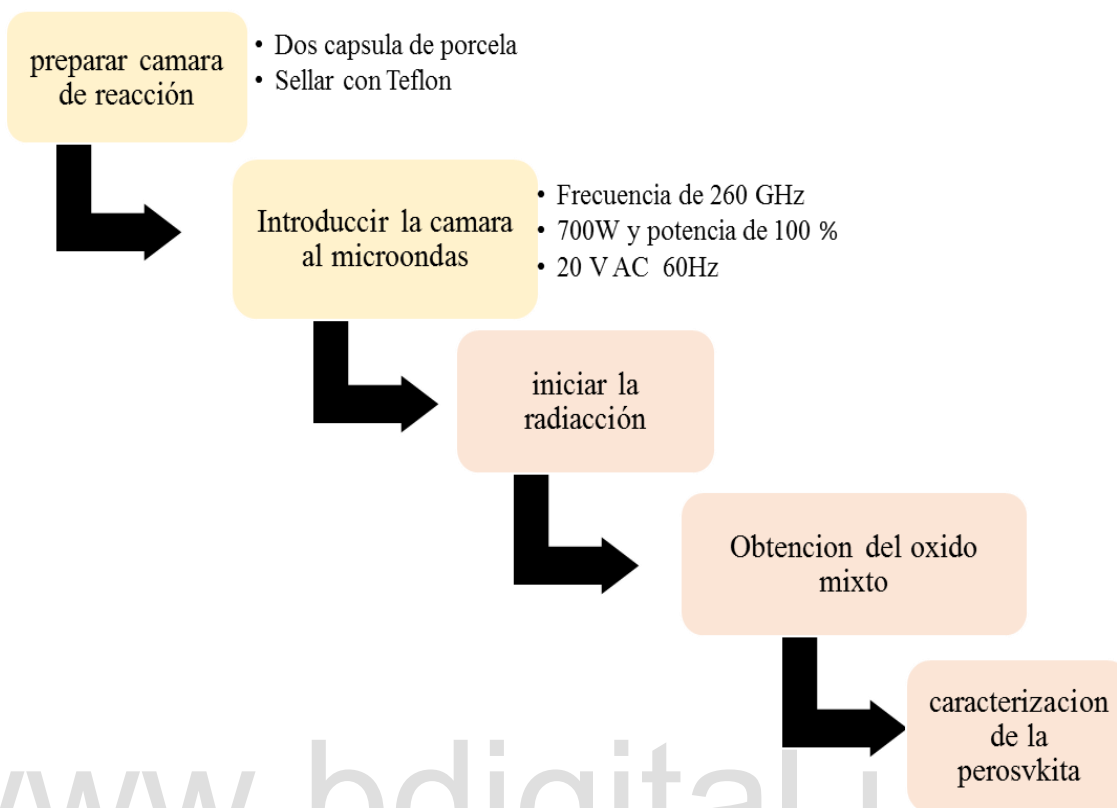 preparar camara
de reacción
• Dos capsula de porcela
• Sellar con Teflon
Introduccir la camara
al microondas
• Frecuencia de 260 GHz
• 700W y potencia de 100 %
• 20 V AC 60Hz
iniciar la
radiacción
Obtencion del oxido
mixto
caracterizacion
de la
perosvkita
www.bdigital.u